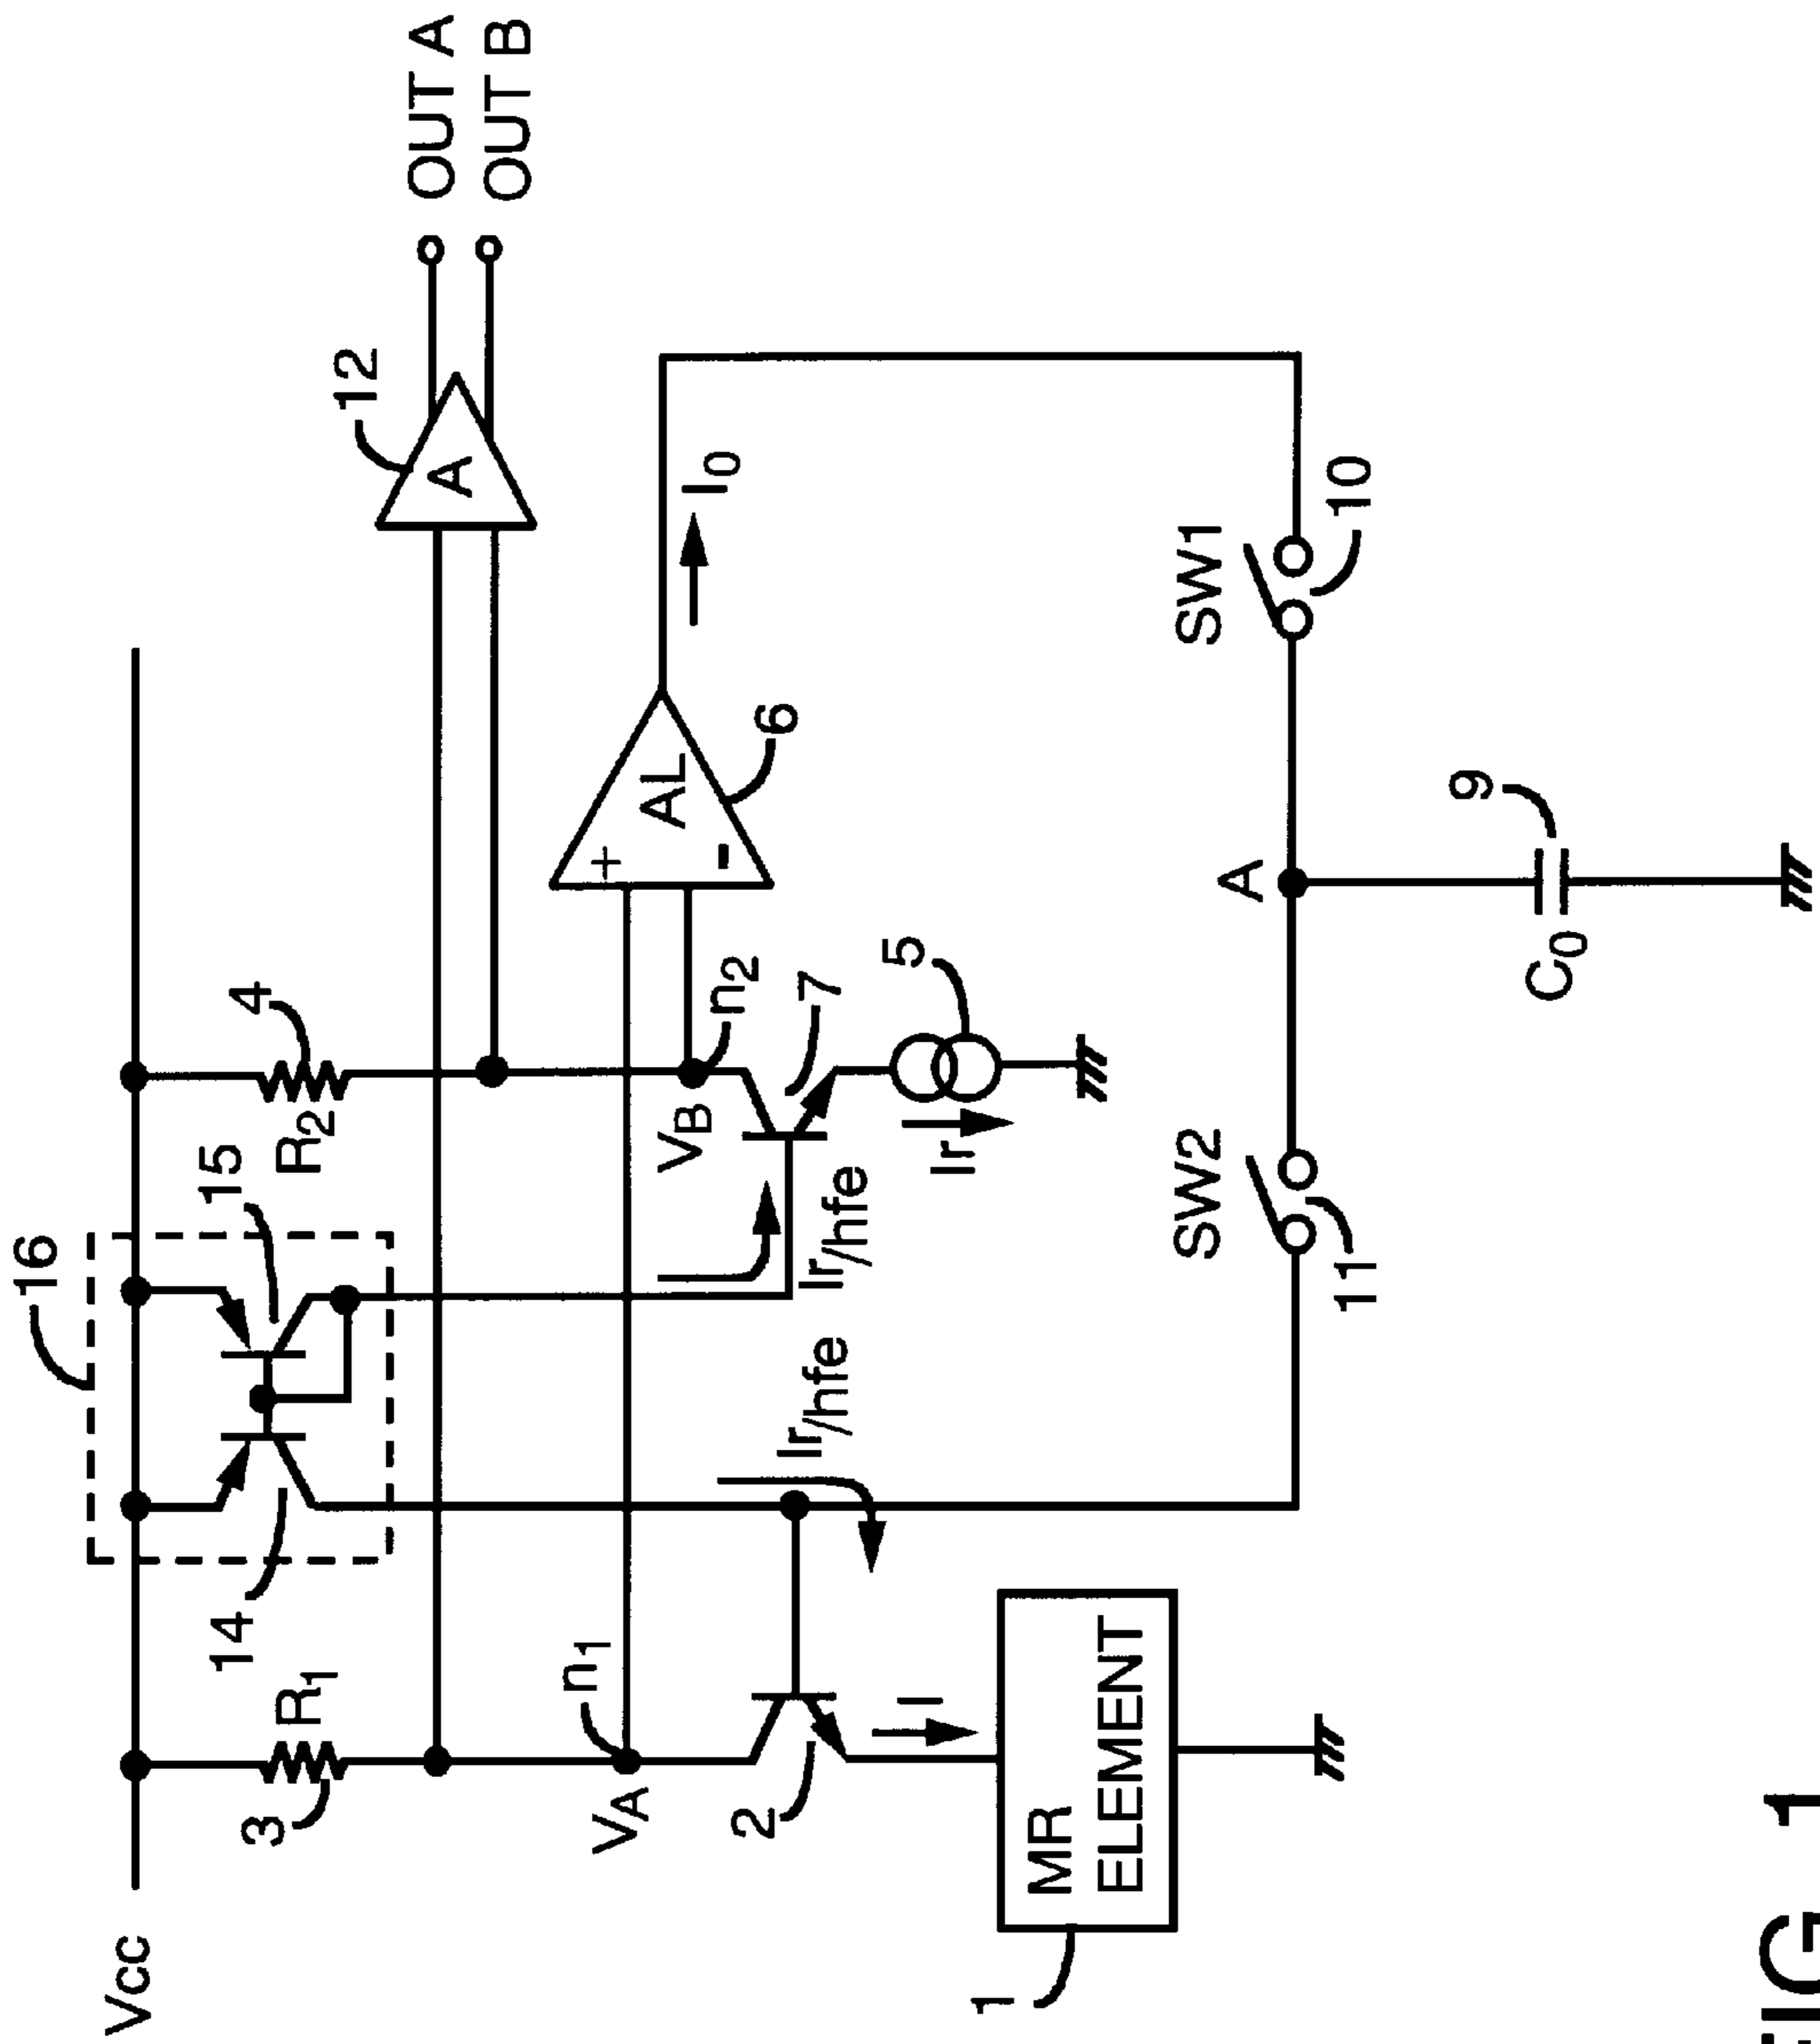 Vcc
16
3
R1
14
15
4
R2
12
A
OUT A
OUT B
VA
n1
VB
n2
+
-
AL
6
I0
2
Ir/hfe
Ir/hfe
7
5
Ir
I
1
MR
ELEMENT
SW2
11
A
SW1
10
C0
9
IG 1